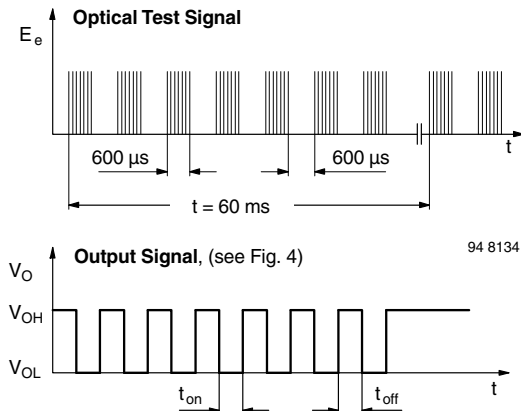 Optical Test Signal
E_e
600 µs
600 µs
t
t = 60 ms
94 8134
Output Signal, (see Fig. 4)
V_O
V_OH
V_OL
t
t_on
t_off